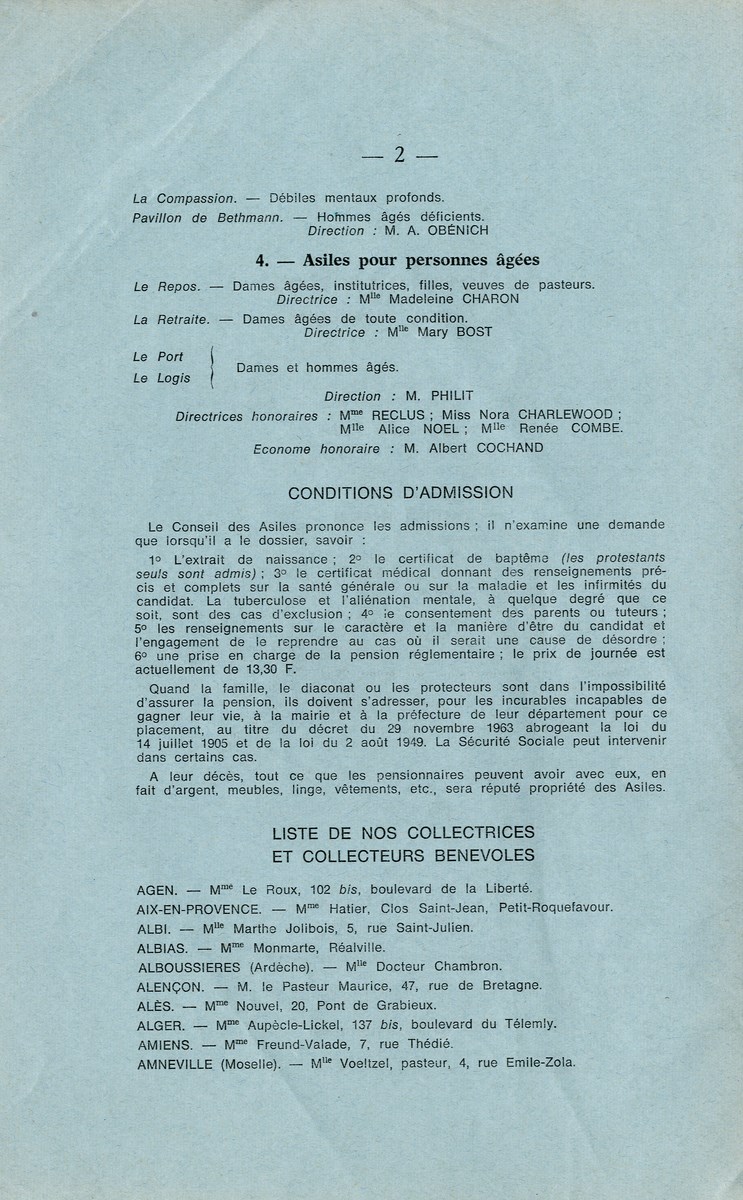 — 2 —
La Compassion. — Débiles mentaux profonds.
Pavillon de Bethmann. — Hommes âgés déficients.
Direction : M. A. OBÉNICH
4. — Asiles pour personnes âgées
Le Repos. — Dames âgées, institutrices, filles, veuves de pasteurs.
Directrice : Mlle Madeleine CHARON
La Retraite. — Dames âgées de toute condition.
Directrice : Mlle Mary BOST
Le Port
Le Logis
Dames et hommes âgés.
Direction : M. PHILIT
Directrices honoraires : Mme RECLUS ; Miss Nora CHARLEWOOD ;
Mlle Alice NOEL ; Mlle Renée COMBE.
Econome honoraire : M. Albert COCHAND
CONDITIONS D'ADMISSION
Le Conseil des Asiles prononce les admissions ; il n'examine une demande
que lorsqu'il a le dossier, savoir :
1o L'extrait de naissance ; 2o le certificat de baptême (les protestants
seuls sont admis) ; 3o le certificat médical donnant des renseignements pré-
cis et complets sur la santé générale ou sur la maladie et les infirmités du
candidat. La tuberculose et l'aliénation mentale, à quelque degré que ce
soit, sont des cas d'exclusion ; 4o le consentement des parents ou tuteurs ;
5o les renseignements sur le caractère et la manière d'être du candidat et
l'engagement de le reprendre au cas où il serait une cause de désordre ;
6o une prise en charge de la pension réglementaire ; le prix de journée est
actuellement de 13,30 F.
Quand la famille, le diaconat ou les protecteurs sont dans l'impossibilité
d'assurer la pension, ils doivent s'adresser, pour les incurables incapables de
gagner leur vie, à la mairie et à la préfecture de leur département pour ce
placement, au titre du décret du 29 novembre 1963 abrogeant la loi du
14 juillet 1905 et de la loi du 2 août 1949. La Sécurité Sociale peut intervenir
dans certains cas.
A leur décès, tout ce que les pensionnaires peuvent avoir avec eux, en
fait d'argent, meubles, linge, vêtements, etc., sera réputé propriété des Asiles.
LISTE DE NOS COLLECTRICES
ET COLLECTEURS BENEVOLES
AGEN. — Mme Le Roux, 102 bis, boulevard de la Liberté.
AIX-EN-PROVENCE. — Mme Hatier, Clos Saint-Jean, Petit-Roquefavour.
ALBI. — Mlle Marthe Jolibois, 5, rue Saint-Julien.
ALBIAS. — Mme Monmarte, Réalville.
ALBOUSSIERES (Ardèche). — Mlle Docteur Chambron.
ALENÇON. — M. le Pasteur Maurice, 47, rue de Bretagne.
ALÈS. — Mme Nouvel, 20, Pont de Grabieux.
ALGER. — Mme Aupècle-Lickel, 137 bis, boulevard du Télemly.
AMIENS. — Mme Freund-Valade, 7, rue Thédié.
AMNEVILLE (Moselle). — Mlle Voeltzel, pasteur, 4, rue Emile-Zola.